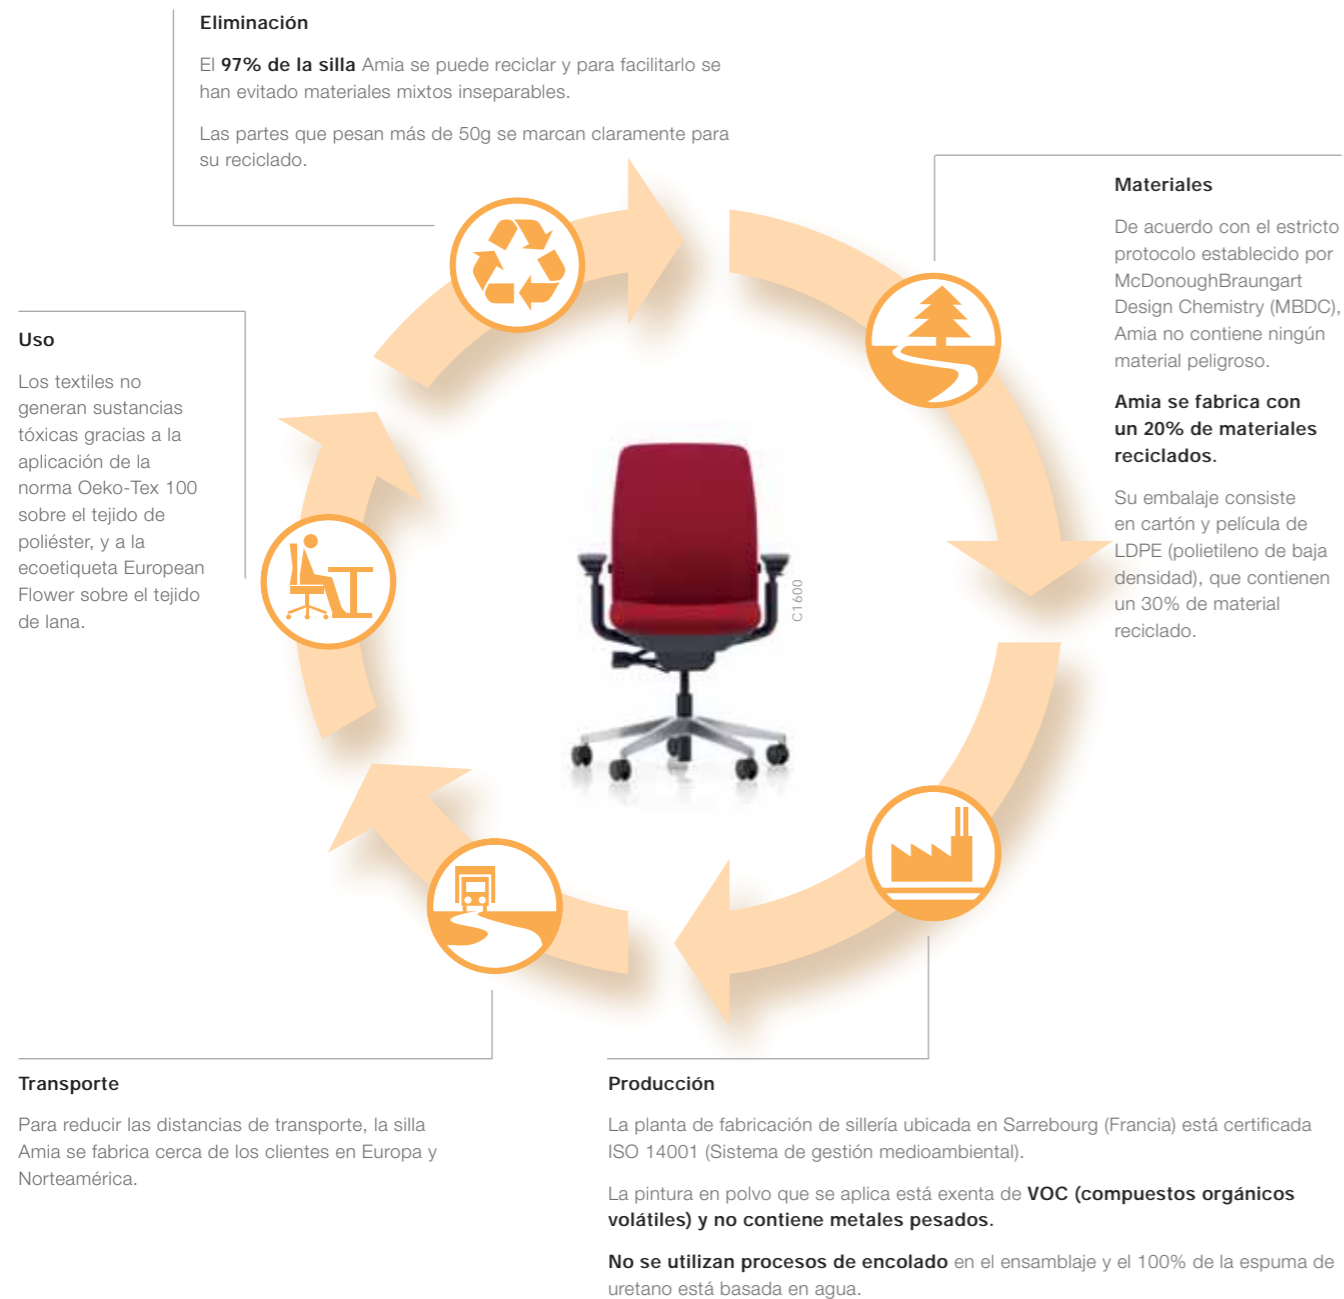 Eliminación
El 97% de la silla Amia se puede reciclar y para facilitarlo se
han evitado materiales mixtos inseparables.
Las partes que pesan más de 50g se marcan claramente para
su reciclado.
Materiales
De acuerdo con el estricto
protocolo establecido por
McDonoughBraungart
Design Chemistry (MBDC),
Amia no contiene ningún
material peligroso.
Amia se fabrica con
un 20% de materiales
reciclados.
Su embalaje consiste
en cartón y película de
LDPE (polietileno de baja
densidad), que contienen
un 30% de material
reciclado.
Uso
Los textiles no
generan sustancias
tóxicas gracias a la
aplicación de la
norma Oeko-Tex 100
sobre el tejido de
poliéster, y a la
ecoetiqueta European
Flower sobre el tejido
de lana.
C1600
Transporte
Para reducir las distancias de transporte, la silla
Amia se fabrica cerca de los clientes en Europa y
Norteamérica.
Producción
La planta de fabricación de sillería ubicada en Sarrebourg (Francia) está certificada
ISO 14001 (Sistema de gestión medioambiental).
La pintura en polvo que se aplica está exenta de VOC (compuestos orgánicos
volátiles) y no contiene metales pesados.
No se utilizan procesos de encolado en el ensamblaje y el 100% de la espuma de
uretano está basada en agua.